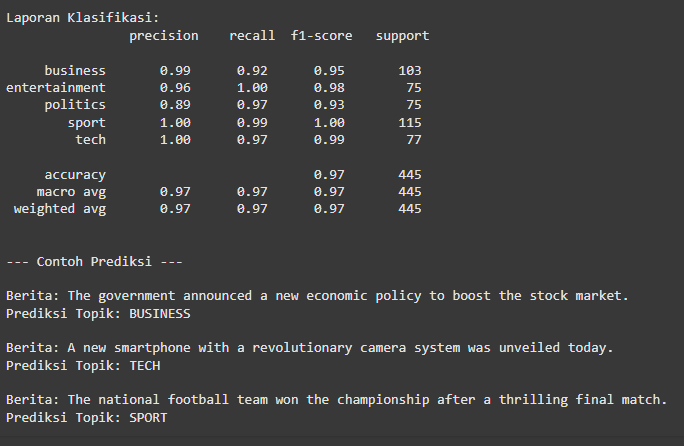 Laporan Klasifikasi:
precision recall f1-score support
business 0.99 0.92 0.95 103
entertainment 0.96 1.00 0.98 75
politics 0.89 0.97 0.93 75
sport 1.00 0.99 1.00 115
tech 1.00 0.97 0.99 77
accuracy 0.97 445
macro avg 0.97 0.97 0.97 445
weighted avg 0.97 0.97 0.97 445
--- Contoh Prediksi ---
Berita: The government announced a new economic policy to boost the stock market.
Prediksi Topik: BUSINESS
Berita: A new smartphone with a revolutionary camera system was unveiled today.
Prediksi Topik: TECH
Berita: The national football team won the championship after a thrilling final match.
Prediksi Topik: SPORT